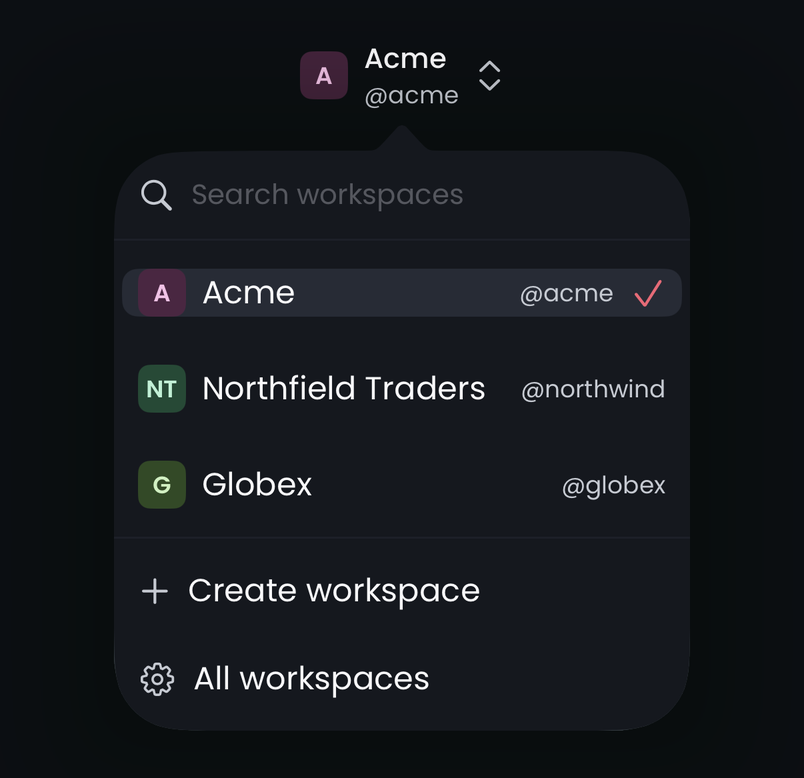 A
Acme
@acme
Search workspaces
A Acme @acme
NT Northfield Traders @northwind
G Globex @globex
Create workspace
All workspaces